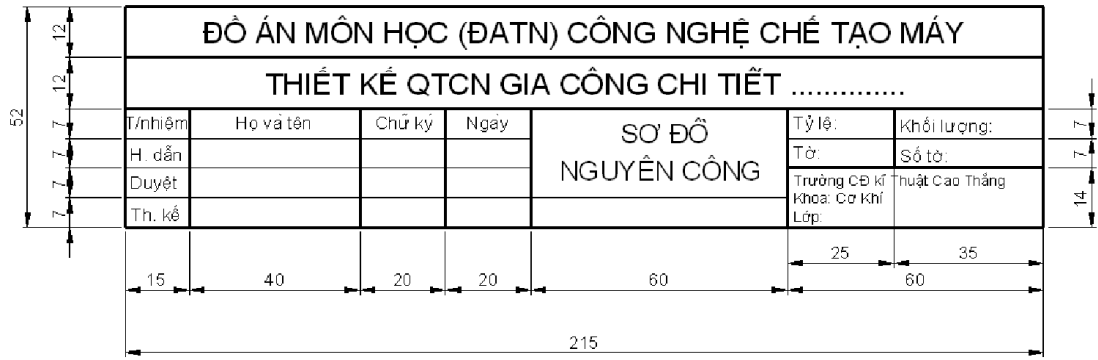 ĐỒ ÁN MÔN HỌC (ĐATN) CÔNG NGHỆ CHẾ TẠO MÁY
THIẾT KẾ QTCN GIA CÔNG CHI TIẾT ..............
T/nhiệm Họ và tên Chữ ký Ngày
H. dẫn
Duyệt
Th. kế
SƠ ĐỒ
NGUYÊN CÔNG
Tỷ lệ: Khối lượng:
Tờ: Số tờ:
Trường CĐ kĩ Thuật Cao Thắng
Khoa: Cơ Khí
Lớp:
52
12
12
7
7
7
7
7
7
14
25 35
15 40 20 20 60 60
215